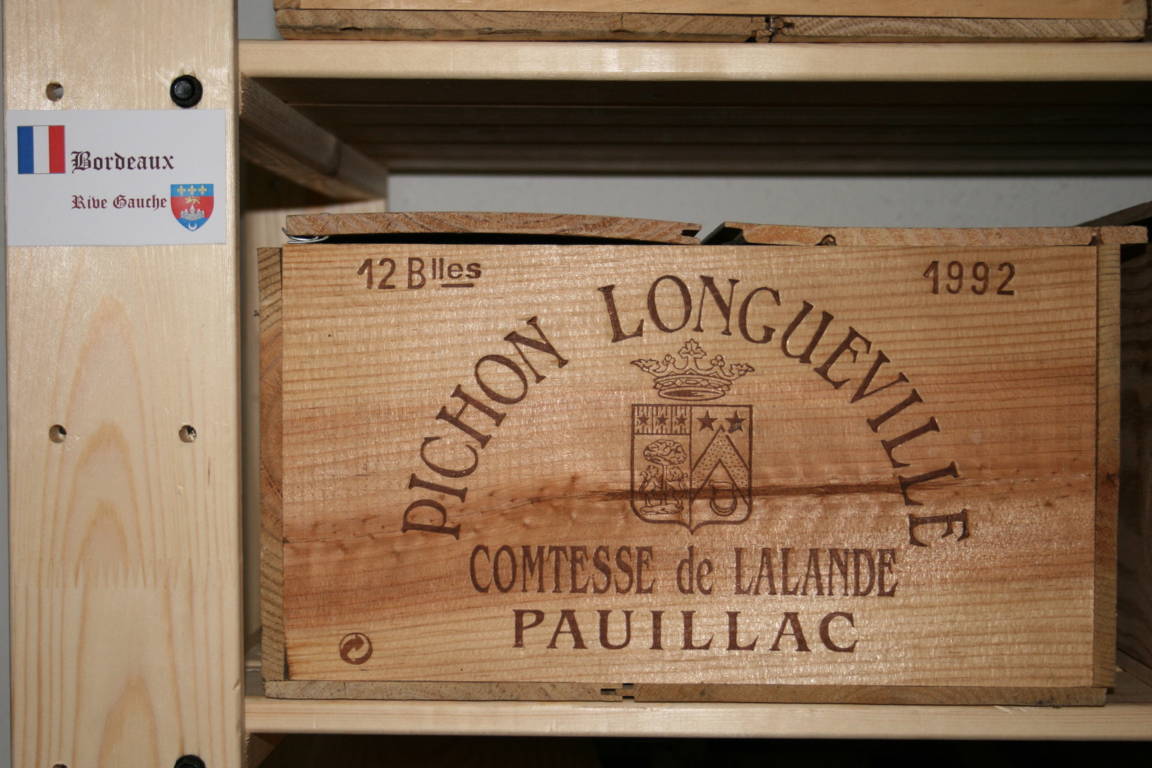 Bordeaux
Rive Gauche
12 Blles
1992
PICHON LONGUEVILLE
COMTESSE de LALANDE
PAUILLAC